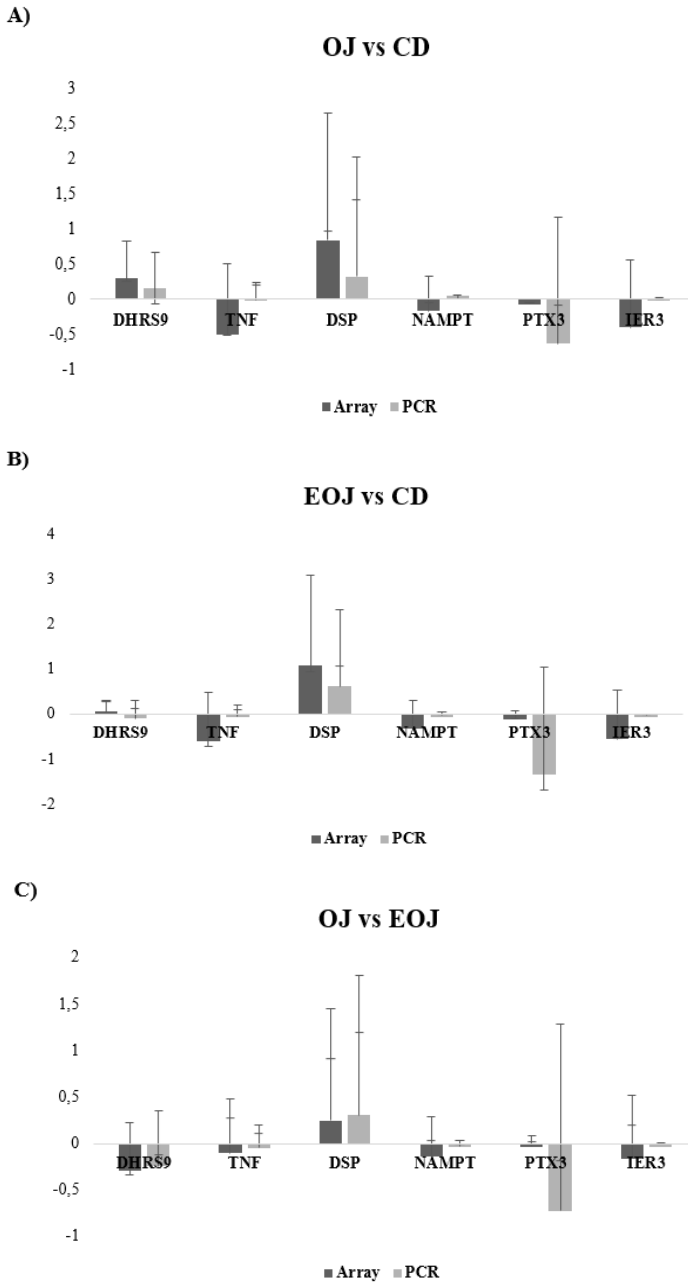 A)
OJ vs CD
3
2,5
2
1,5
1
0,5
0
-0,5
-1
DHRS9 TNF DSP NAMPT PTX3 IER3
Array PCR
B)
EOJ vs CD
4
3
2
1
0
-1
-2
DHRS9 TNF DSP NAMPT PTX3 IER3
Array PCR
C)
OJ vs EOJ
2
1,5
1
0,5
0
-0,5
-1
DHRS9 TNF DSP NAMPT PTX3 IER3
Array PCR